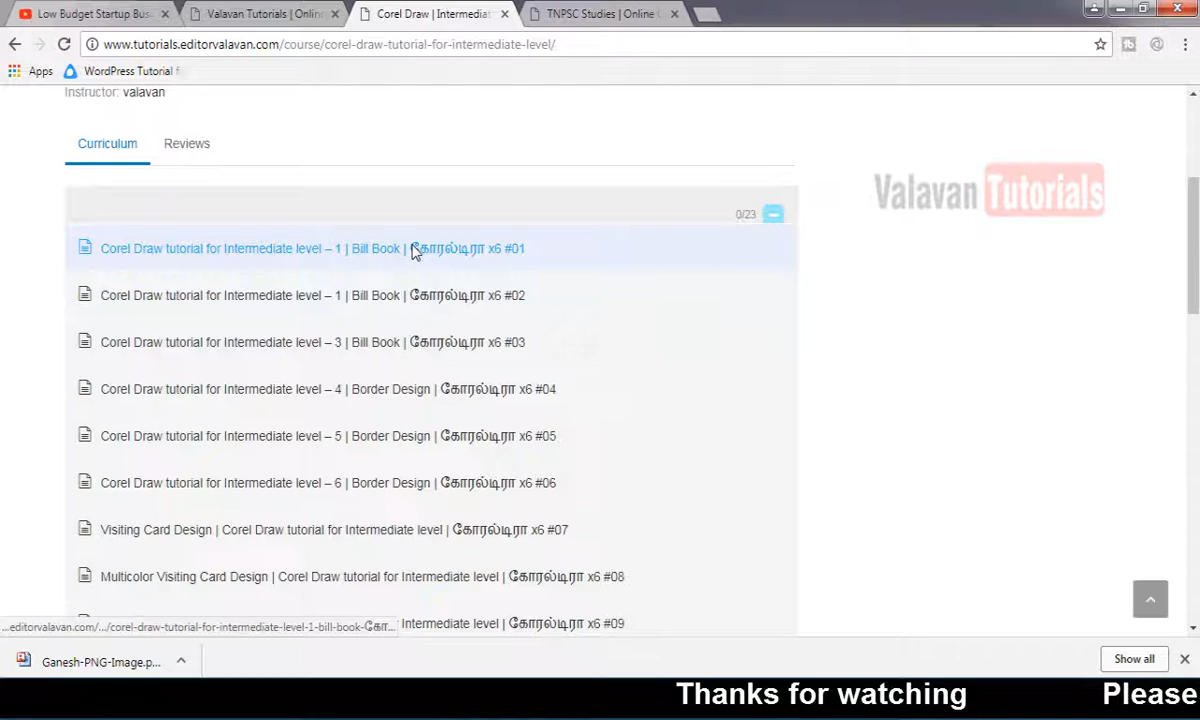 Low Budget Startup Bus
Valavan Tutorials | Online
Corel Draw | Intermediat
TNPSC Studies | Online
www.tutorials.editorvalavan.com/course/corel-draw-tutorial-for-intermediate-level/
Apps
WordPress Tutorial f
Instructor: valavan
Curriculum
Reviews
Valavan Tutorials
0/23
Corel Draw tutorial for Intermediate level – 1 | Bill Book | கோரல்டிரா x6 #01
Corel Draw tutorial for Intermediate level – 1 | Bill Book | கோரல்டிரா x6 #02
Corel Draw tutorial for Intermediate level – 3 | Bill Book | கோரல்டிரா x6 #03
Corel Draw tutorial for Intermediate level – 4 | Border Design | கோரல்டிரா x6 #04
Corel Draw tutorial for Intermediate level – 5 | Border Design | கோரல்டிரா x6 #05
Corel Draw tutorial for Intermediate level – 6 | Border Design | கோரல்டிரா x6 #06
Visiting Card Design | Corel Draw tutorial for Intermediate level | கோரல்டிரா x6 #07
Multicolor Visiting Card Design | Corel Draw tutorial for Intermediate level | கோரல்டிரா x6 #08
Intermediate level | கோரல்டிரா x6 #09
...editorvalavan.com/.../corel-draw-tutorial-for-intermediate-level-1-bill-book-கோர...
Ganesh-PNG-Image.p...
Show all
Thanks for watching
Please